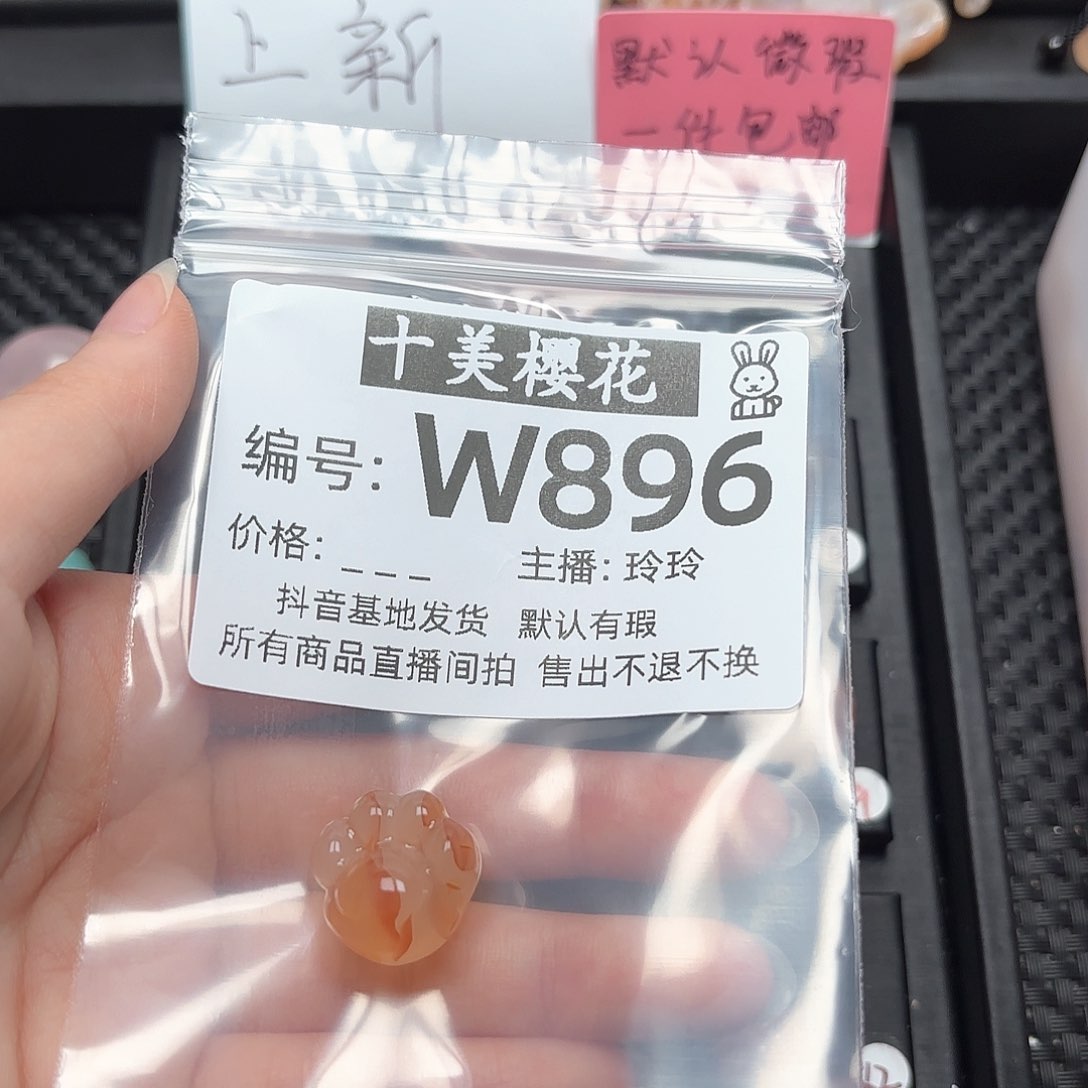 上新
默认微瑕
一件包邮
十美樱花
编号: W896
价格: _ _ _ 主播: 玲玲
抖音基地发货 默认有瑕
所有商品直播间拍 售出不退不换